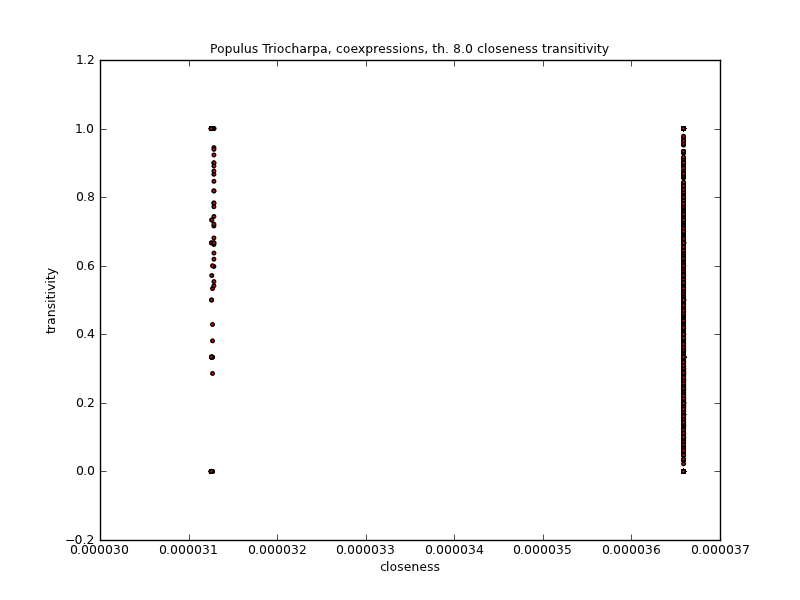 Populus Triocharpa, coexpressions, th. 8.0 closeness transitivity
1.2
1.0
0.8
0.6
0.4
0.2
0.0
−0.2
transitivity
0.000030 0.000031 0.000032 0.000033 0.000034 0.000035 0.000036 0.000037
closeness